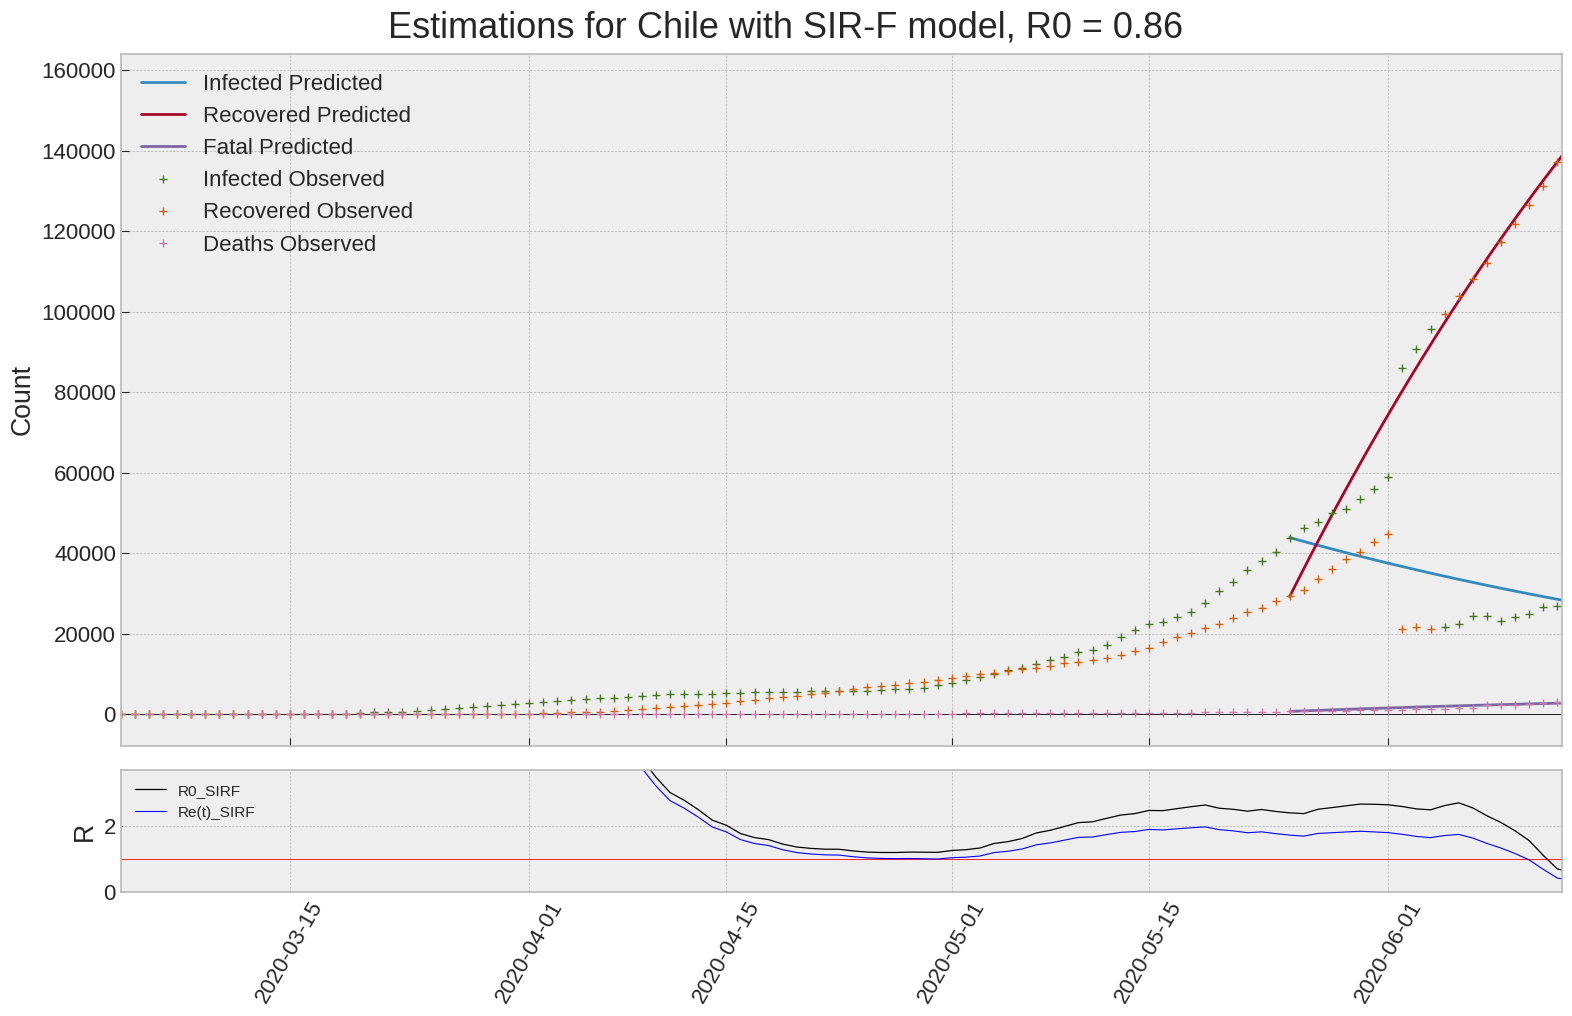 Estimations for Chile with SIR-F model, R0 = 0.86
160000
140000
120000
100000
80000
60000
40000
20000
0
Count
Infected Predicted
Recovered Predicted
Fatal Predicted
Infected Observed
Recovered Observed
Deaths Observed
R0_SIRF
Re(t)_SIRF
2
0
R
2020-03-15
2020-04-01
2020-04-15
2020-05-01
2020-05-15
2020-06-01